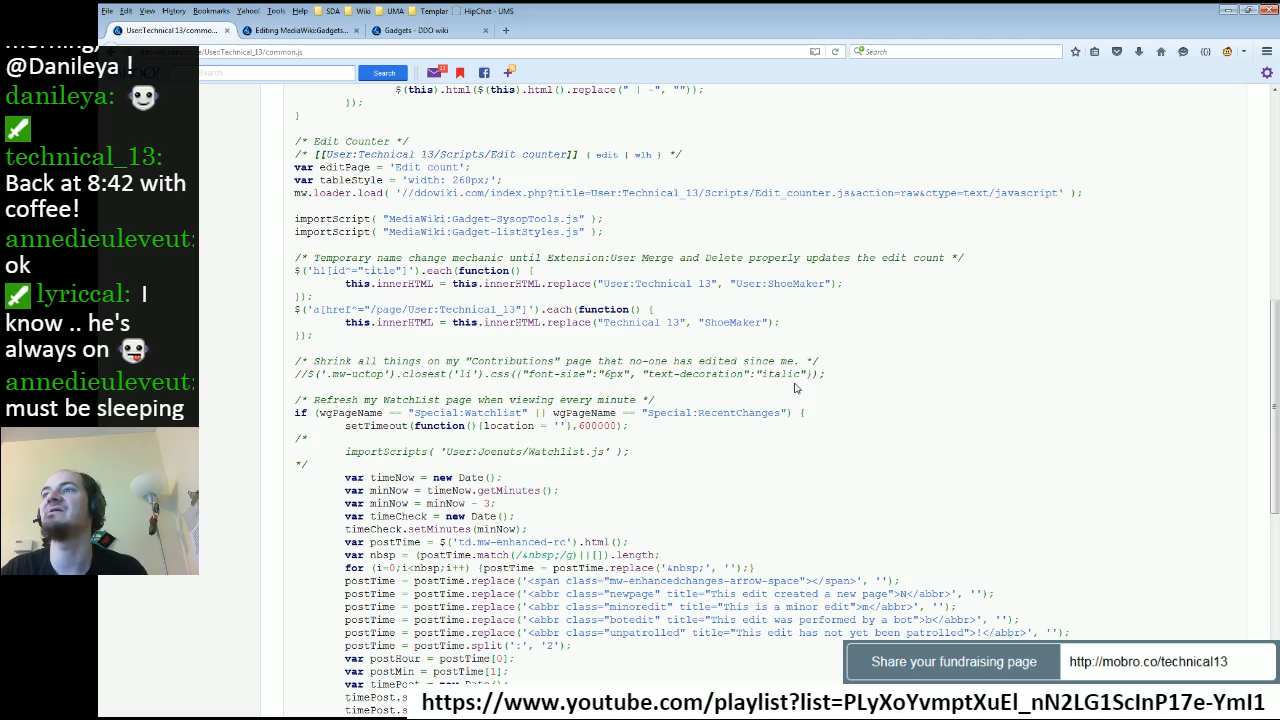 morning,
@Danileya !
danileya:
technical_13:
Back at 8:42 with
coffee!
annedieuleveut:
ok
lyriccal: I
know .. he's
always on
annedieuleveut:
must be sleeping
File Edit View History Bookmarks Yahoo! Tools Bookmarks SDA Wiki UMA Templar HipChat - UMS
User:Technical 13/commo... Editing MediaWiki:Gadgets... Gadgets - DDO wiki
/User:Technical_13/common.js Search
Search Search
$(this).html($(this).html().replace(" | -", ""));
});
}
/* Edit Counter */
/* [[User:Technical 13/Scripts/Edit counter]] ( edit | wlh ) */
var editPage = 'Edit count';
var tableStyle = 'width: 268px;';
mw.loader.load( '//ddowiki.com/index.php?title=User:Technical_13/Scripts/Edit_counter.js&action=raw&ctype=text/javascript' );
importScript( "MediaWiki:Gadget-SysopTools.js" );
importScript( "MediaWiki:Gadget-listStyles.js" );
/* Temporary name change mechanic until Extension:User Merge and Delete properly updates the edit count */
$('h1[id^="title"]').each(function() {
this.innerHTML = this.innerHTML.replace("User:Technical 13", "User:ShoeMaker");
});
$('a[href^="/page/User:Technical_13"]').each(function() {
this.innerHTML = this.innerHTML.replace("Technical 13", "ShoeMaker");
});
/* Shrink all things on my "Contributions" page that no-one has edited since me. */
//$('.mw-uctop').closest('li').css({"font-size":"6px", "text-decoration":"italic"});
/* Refresh my WatchList page when viewing every minute */
if (wgPageName == "Special:Watchlist" || wgPageName == "Special:RecentChanges") {
setTimeout(function(){location = ''},600000);
/*
importScripts( 'User:Joenuts/Watchlist.js' );
*/
var timeNow = new Date();
var minNow = timeNow.getMinutes();
var minNow = minNow - 3;
var timeCheck = new Date();
timeCheck.setMinutes(minNow);
var postTime = $('td.mw-enhanced-rc').html();
var nbsp = (postTime.match(/&nbsp;/g)||[]).length;
for (i=0;i<nbsp;i++) {postTime = postTime.replace('&nbsp;', '');}
postTime = postTime.replace('<span class="mw-enhancedchanges-arrow-space"></span>', '');
postTime = postTime.replace('<abbr class="newpage" title="This edit created a new page">N</abbr>', '');
postTime = postTime.replace('<abbr class="minoredit" title="This is a minor edit">m</abbr>', '');
postTime = postTime.replace('<abbr class="botedit" title="This edit was performed by a bot">b</abbr>', '');
postTime = postTime.replace('<abbr class="unpatrolled" title="This edit has not yet been patrolled">!</abbr>', '');
postTime = postTime.split(':', '2');
var postHour = postTime[0];
var postMin = postTime[1];
var timePost = new Date();
timePost.s
timePost.s
Share your fundraising page http://mobro.co/technical13
https://www.youtube.com/playlist?list=PLyXoYvmptXuEl_nN2LG1ScInP17e-YmI1